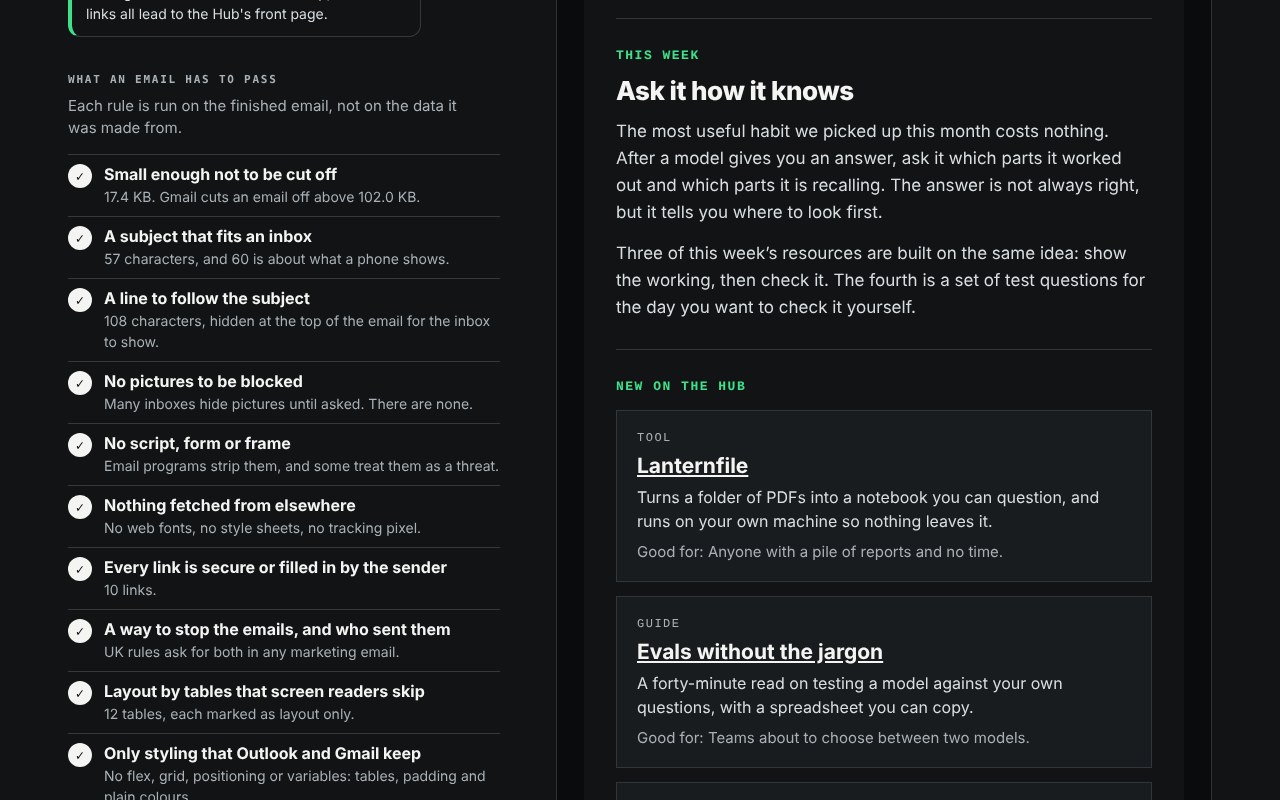 links all lead to the Hub's front page.
WHAT AN EMAIL HAS TO PASS
Each rule is run on the finished email, not on the data it
was made from.
✓
Small enough not to be cut off
17.4 KB. Gmail cuts an email off above 102.0 KB.
✓
A subject that fits an inbox
57 characters, and 60 is about what a phone shows.
✓
A line to follow the subject
108 characters, hidden at the top of the email for the inbox
to show.
✓
No pictures to be blocked
Many inboxes hide pictures until asked. There are none.
✓
No script, form or frame
Email programs strip them, and some treat them as a threat.
✓
Nothing fetched from elsewhere
No web fonts, no style sheets, no tracking pixel.
✓
Every link is secure or filled in by the sender
10 links.
✓
A way to stop the emails, and who sent them
UK rules ask for both in any marketing email.
✓
Layout by tables that screen readers skip
12 tables, each marked as layout only.
✓
Only styling that Outlook and Gmail keep
No flex, grid, positioning or variables: tables, padding and
plain colours.
THIS WEEK
Ask it how it knows
The most useful habit we picked up this month costs nothing.
After a model gives you an answer, ask it which parts it worked
out and which parts it is recalling. The answer is not always right,
but it tells you where to look first.
Three of this week’s resources are built on the same idea: show
the working, then check it. The fourth is a set of test questions for
the day you want to check it yourself.
NEW ON THE HUB
TOOL
Lanternfile
Turns a folder of PDFs into a notebook you can question, and
runs on your own machine so nothing leaves it.
Good for: Anyone with a pile of reports and no time.
GUIDE
Evals without the jargon
A forty-minute read on testing a model against your own
questions, with a spreadsheet you can copy.
Good for: Teams about to choose between two models.